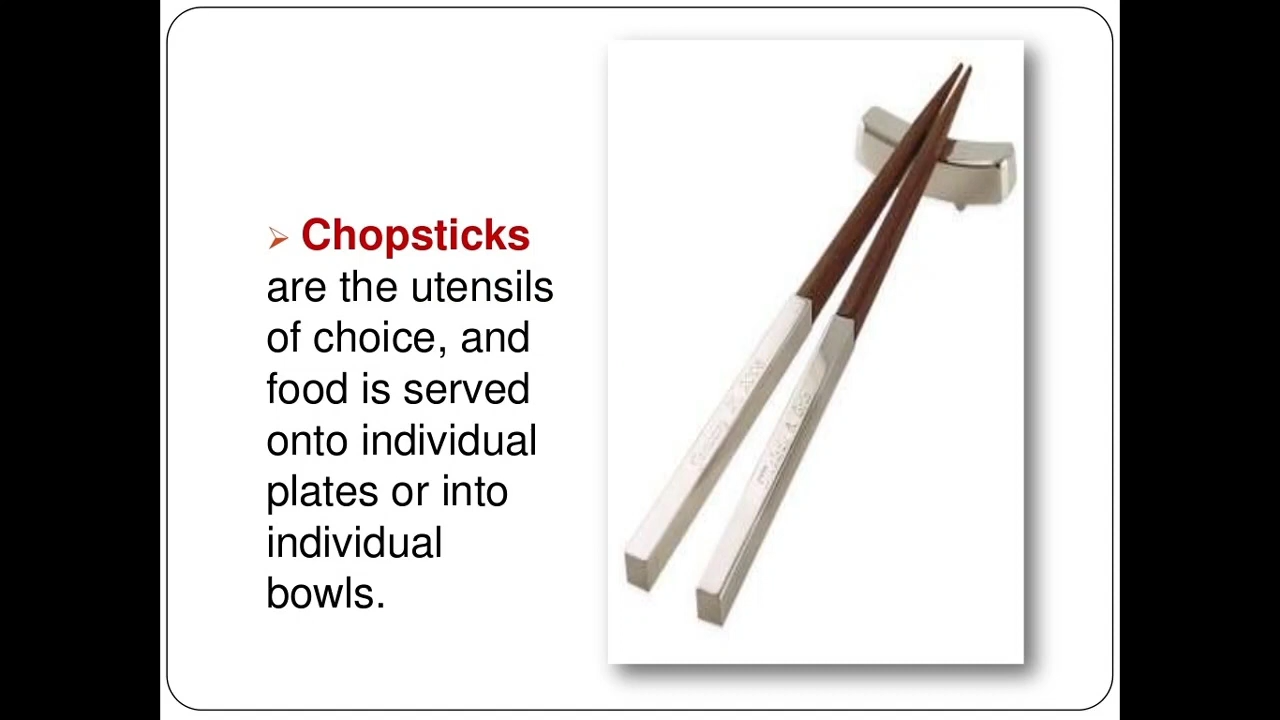 Chopsticks
are the utensils
of choice, and
food is served
onto individual
plates or into
individual
bowls.